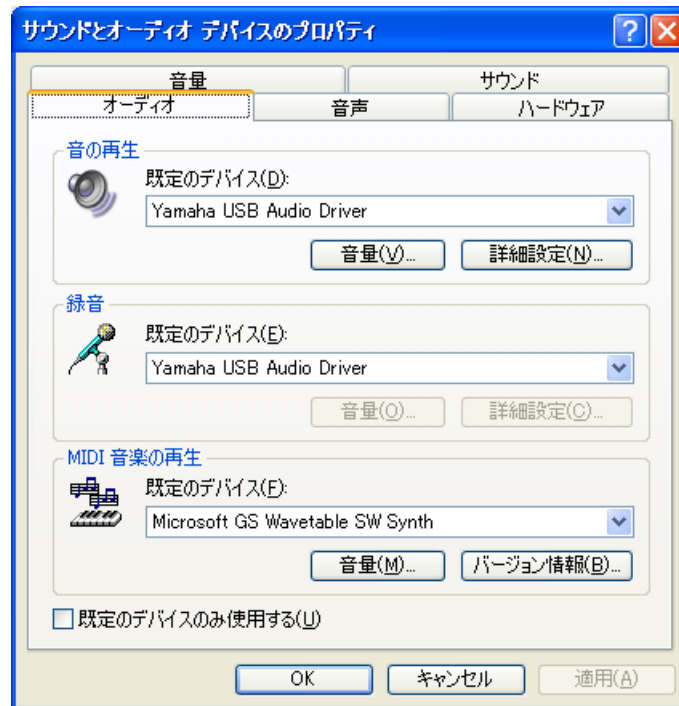 サウンドとオーディオ デバイスのプロパティ
音量
サウンド
オーディオ
音声
ハードウェア
音の再生
既定のデバイス(D):
Yamaha USB Audio Driver
音量(V)...
詳細設定(N)...
録音
既定のデバイス(E):
Yamaha USB Audio Driver
音量(O)...
詳細設定(C)...
MIDI 音楽の再生
既定のデバイス(F):
Microsoft GS Wavetable SW Synth
音量(M)...
バージョン情報(B)...
既定のデバイスのみ使用する(U)
OK
キャンセル
適用(A)